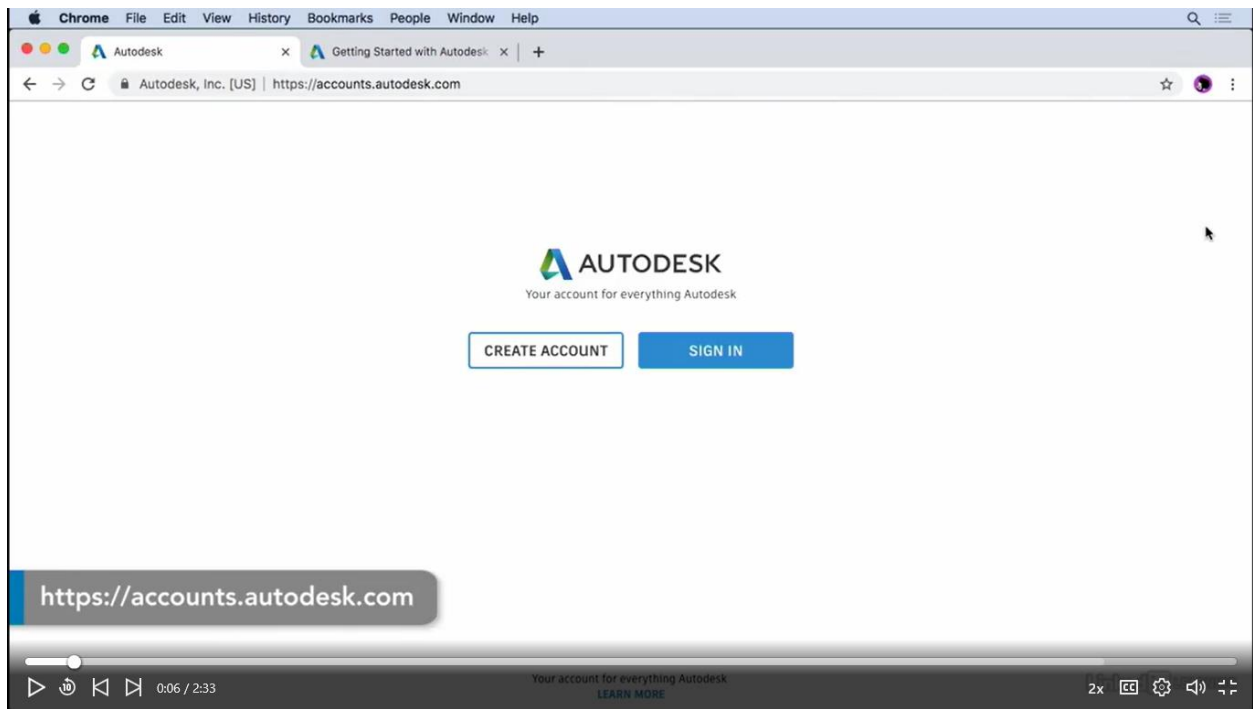 Chrome File Edit View History Bookmarks People Window Help
Autodesk
Getting Started with Autodesk
Autodesk, Inc. [US] | https://accounts.autodesk.com
AUTODESK
Your account for everything Autodesk
CREATE ACCOUNT
SIGN IN
https://accounts.autodesk.com
Your account for everything Autodesk
LEARN MORE
10
0:06 / 2:33
2x
CC